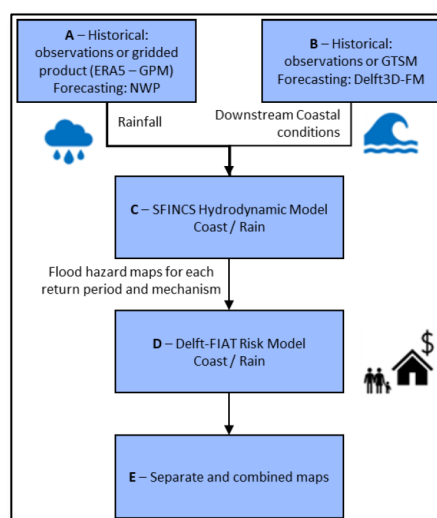 A – Historical:
observations or gridded
product (ERA5 – GPM)
Forecasting: NWP
B – Historical:
observations or GTSM
Forecasting: Delft3D-FM
Rainfall
Downstream Coastal
conditions
C – SFINCS Hydrodynamic Model
Coast / Rain
Flood hazard maps for each
return period and mechanism
D – Delft-FIAT Risk Model
Coast / Rain
$
E – Separate and combined maps